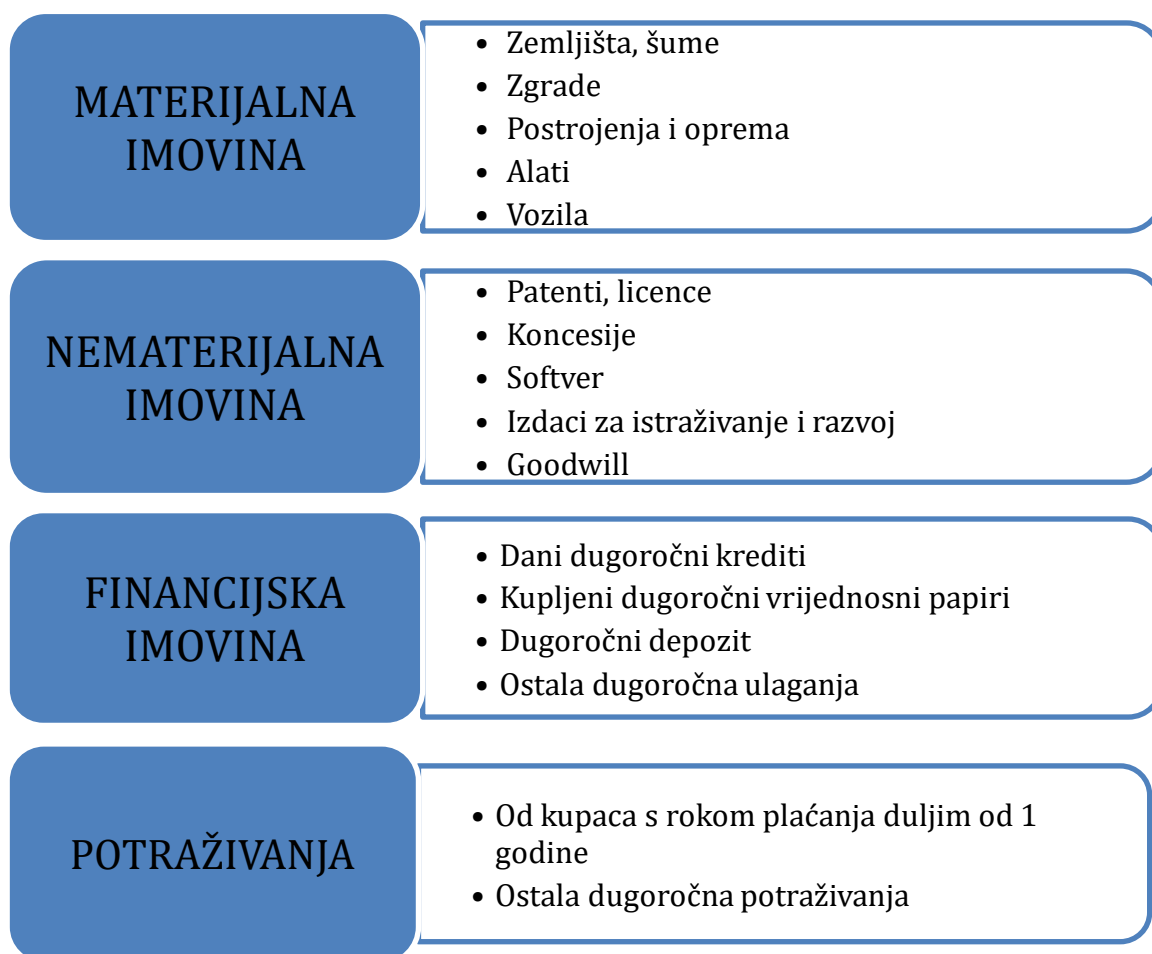 MATERIJALNA
IMOVINA
• Zemljišta, šume
• Zgrade
• Postrojenja i oprema
• Alati
• Vozila
NEMATERIJALNA
IMOVINA
• Patenti, licence
• Koncesije
• Softver
• Izdaci za istraživanje i razvoj
• Goodwill
FINANCIJSKA
IMOVINA
• Dani dugoročni krediti
• Kupljeni dugoročni vrijednosni papiri
• Dugoročni depozit
• Ostala dugoročna ulaganja
POTRAŽIVANJA
• Od kupaca s rokom plaćanja duljim od 1
godine
• Ostala dugoročna potraživanja